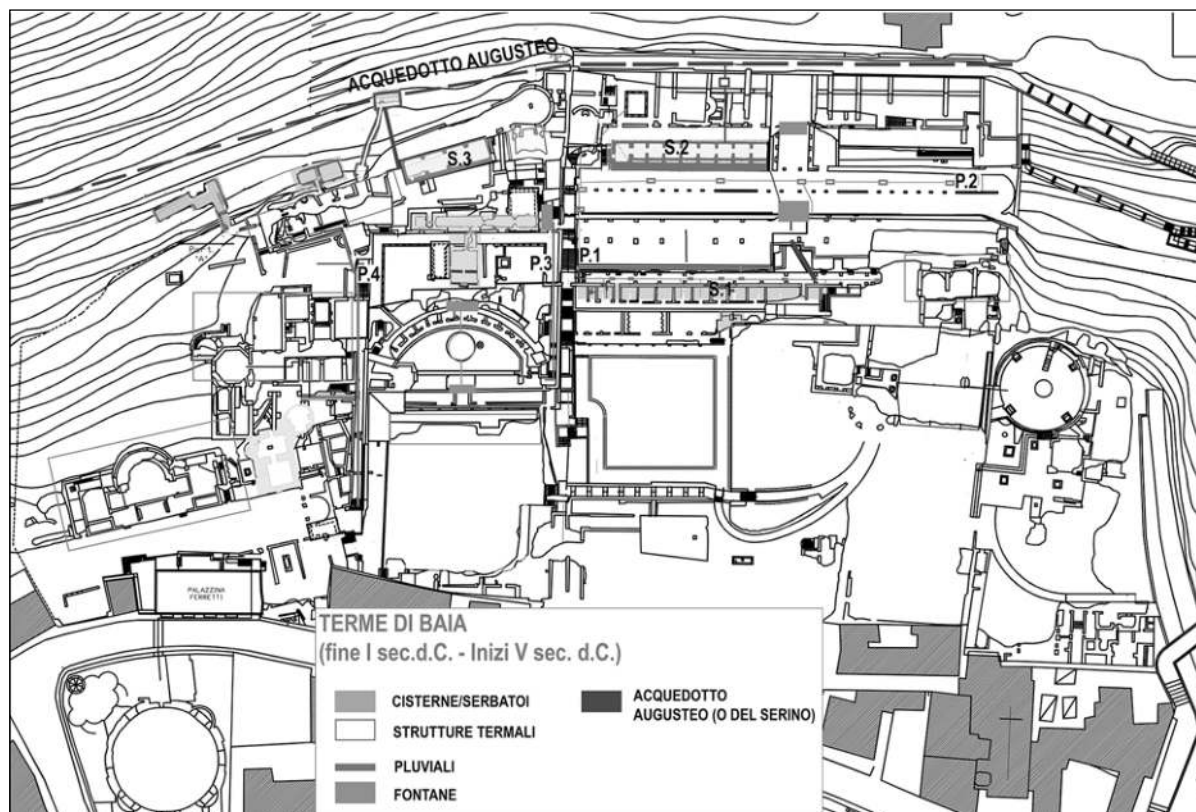 ACQUEDOTTO AUGUSTEO
S.3
S.2
P.2
P.1
P.3
P.4
S.1
"A"
PALAZZINA
FERRETTI
TERME DI BAIA
(fine I sec.d.C. - Inizi V sec. d.C.)
CISTERNE/SERBATOI
STRUTTURE TERMALI
PLUVIALI
FONTANE
ACQUEDOTTO
AUGUSTEO (O DEL SERINO)